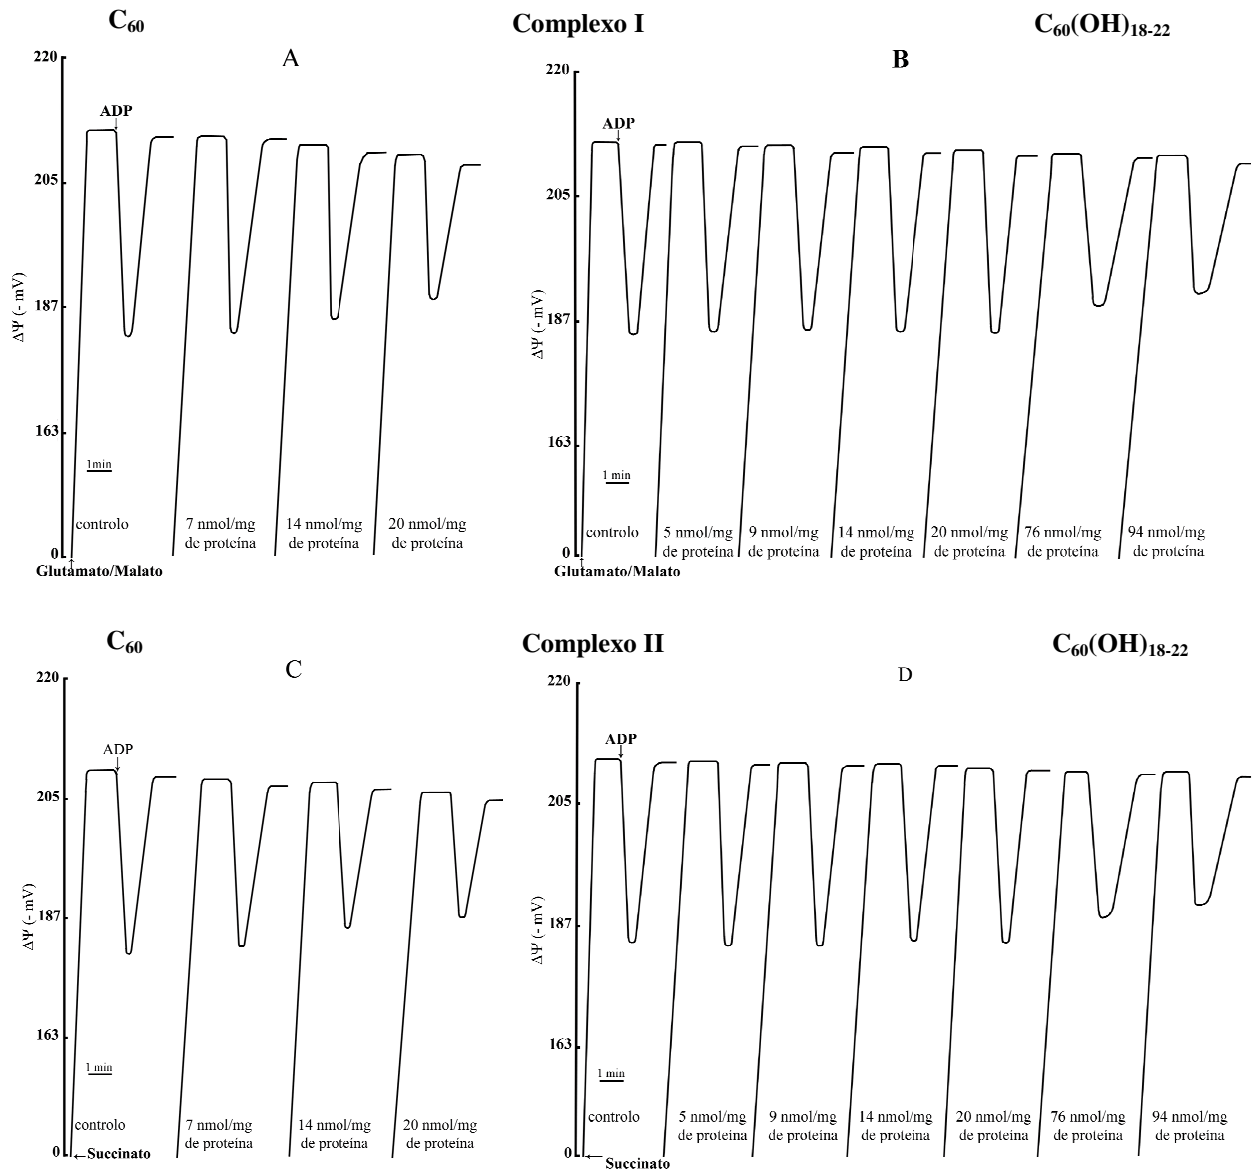 C₆₀
Complexo I
C₆₀(OH)₁₈₋₂₂
A
220
ADP
205
187
163
0
ΔΨ (- mV)
1min
controlo
7 nmol/mg
de proteína
14 nmol/mg
de proteína
20 nmol/mg
de proteína
Glutamato/Malato
B
220
ADP
205
187
163
0
ΔΨ (- mV)
1 min
controlo
5 nmol/mg
de proteína
9 nmol/mg
de proteína
14 nmol/mg
de proteína
20 nmol/mg
de proteína
76 nmol/mg
de proteína
94 nmol/mg
de proteína
Glutamato/Malato
C₆₀
Complexo II
C₆₀(OH)₁₈₋₂₂
C
220
ADP
205
187
163
0
ΔΨ (- mV)
1 min
controlo
7 nmol/mg
de proteína
14 nmol/mg
de proteína
20 nmol/mg
de proteína
←Succinato
D
220
ADP
205
187
163
0
ΔΨ (- mV)
1 min
controlo
5 nmol/mg
de proteína
9 nmol/mg
de proteína
14 nmol/mg
de proteína
20 nmol/mg
de proteína
76 nmol/mg
de proteína
94 nmol/mg
de proteína
←Succinato